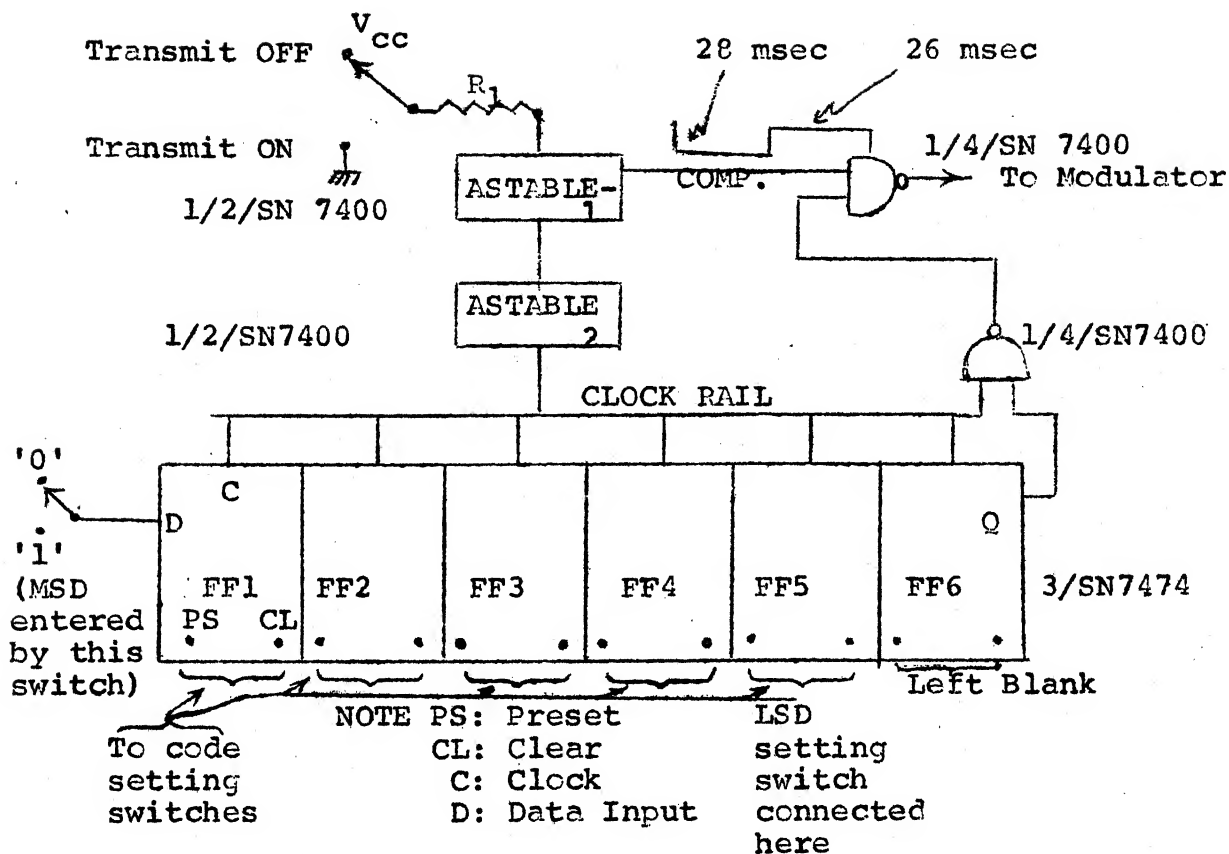 Vcc
Transmit OFF
28 msec
26 msec
R1
Transmit ON
1/4/SN 7400
To Modulator
COMP.
ASTABLE-
1
1/2/SN 7400
ASTABLE
2
1/2/SN7400
1/4/SN7400
CLOCK RAIL
'0'
C
D
Q
'1'
(MSD
entered
by this
switch)
FF1
FF2
FF3
FF4
FF5
FF6
3/SN7474
PS
CL
Left Blank
To code
setting
switches
NOTE PS: Preset
CL: Clear
C: Clock
D: Data Input
LSD
setting
switch
connected
here